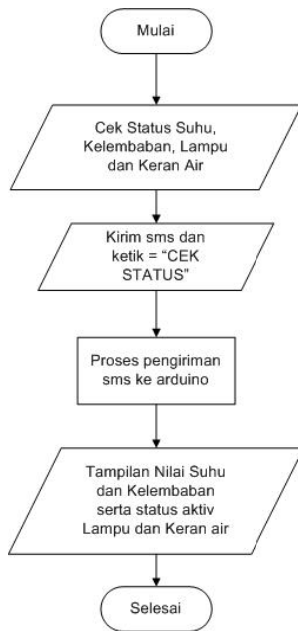 Mulai
Cek Status Suhu,
Kelembaban, Lampu
dan Keran Air
Kirim sms dan
ketik = “CEK
STATUS”
Proses pengiriman
sms ke arduino
Tampilan Nilai Suhu
dan Kelembaban
serta status aktiv
Lampu dan Keran air
Selesai